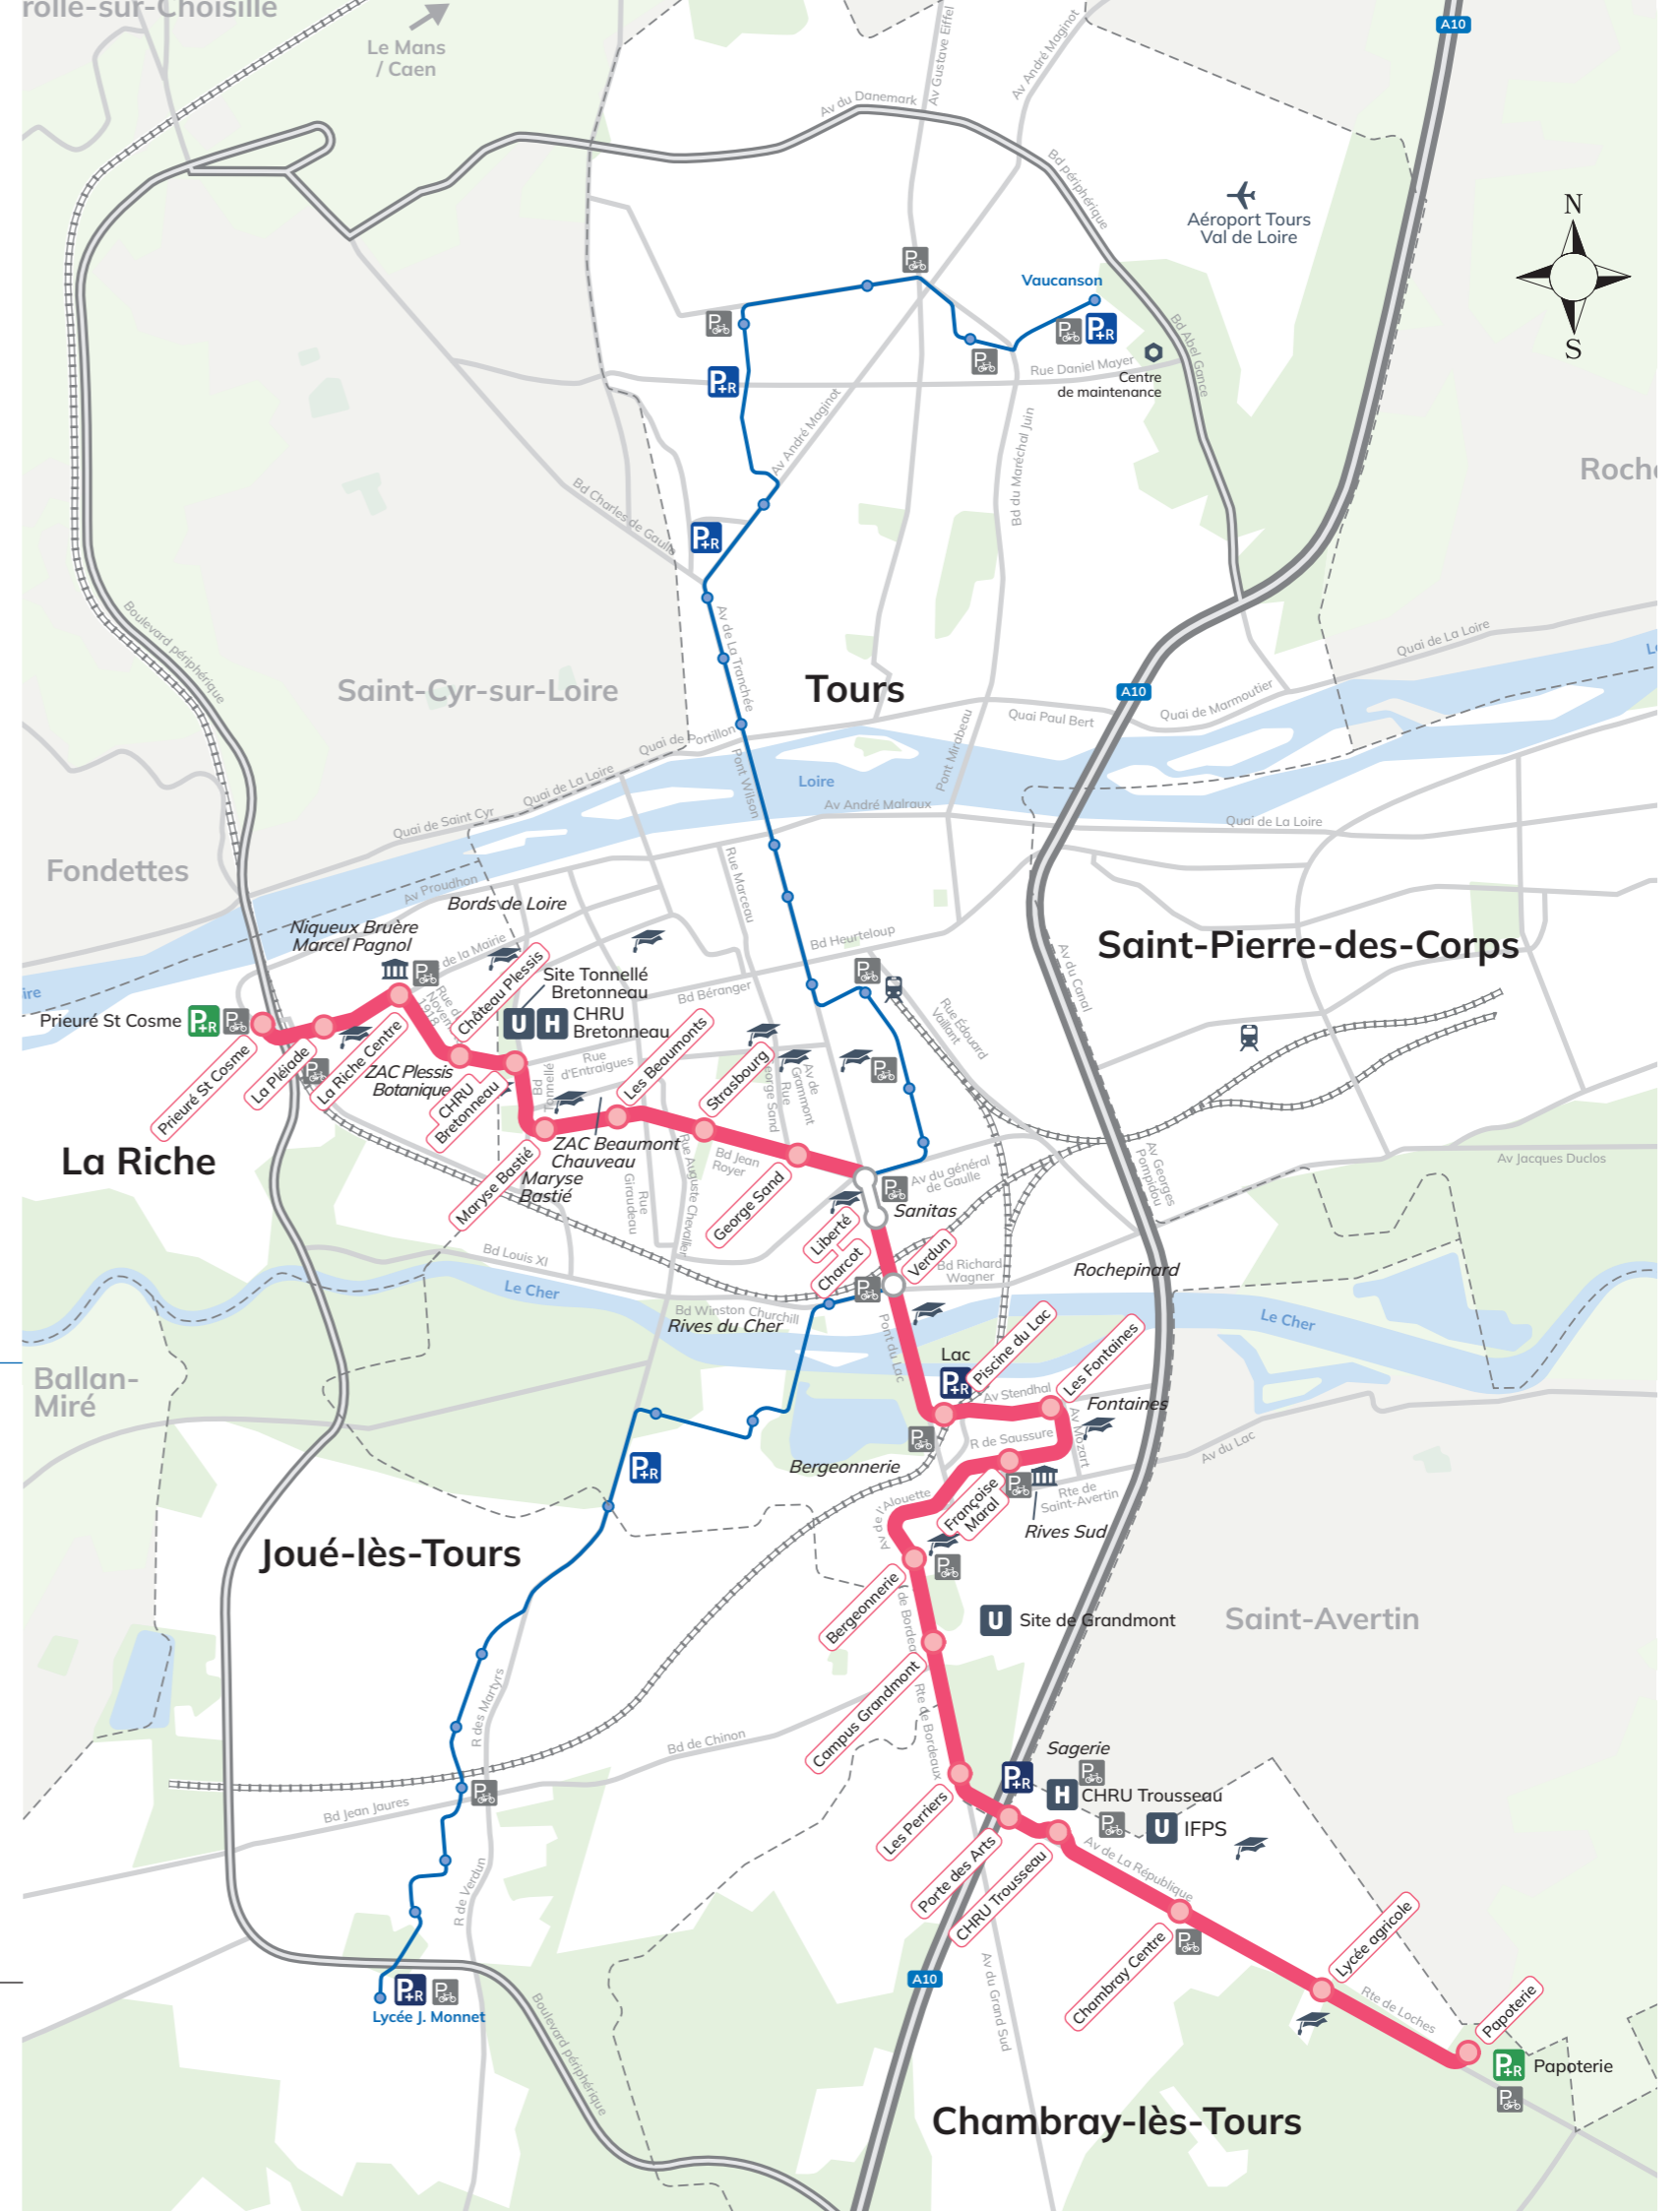 rolle-sur-Choisille
Le Mans
/ Caen
A10
Av Gustave Eiffel
Av André Maginot
Av du Danemark
Bd périphérique
Aéroport Tours
Val de Loire
N
S
Vaucanson
P+R
Rue Daniel Mayer
Centre
de maintenance
Bd Abel Gance
P+R
Av André Maginot
Bd du Maréchal Juin
Bd Charles de Gaulle
P+R
Boulevard périphérique
Av de La Tranchée
Saint-Cyr-sur-Loire
Tours
A10
Quai de La Loire
Quai de Marmoutier
Quai Paul Bert
Quai de Portillon
Pont Mirabeau
Pont Wilson
Loire
Quai de La Loire
Quai de Saint Cyr
Av André Malraux
Quai de La Loire
Fondettes
Av Proudhon
Rue Marceau
Bords de Loire
Niqueux Bruère
Marcel Pagnol
de la Mairie
Bd Heurteloup
Saint-Pierre-des-Corps
Av du Canal
Château Plessis
Site Tonnellé
Bretonneau
Bd Béranger
Rue Édouard
Vaillant
Prieuré St Cosme
P+R
U
H
CHRU
Bretonneau
Prieuré St Cosme
La Pléiade
La Riche Centre
ZAC Plessis
Botanique
CHRU
Bretonneau
Bd
Tonnellé
Rue
d'Entraigues
Les Beaumonts
Strasbourg
George Sand
Rue
Av de
Grammont
La Riche
Maryse Bastié
ZAC Beaumont
Chauveau
Maryse
Bastié
Rue
Giraudeau
Rue Auguste Chevallier
Bd Jean
Royer
George Sand
Av du général
de Gaulle
Sanitas
Av Georges
Pompidou
Av Jacques Duclos
Liberté
Charcot
Verdun
Bd Richard
Wagner
Rochepinard
Bd Louis XI
Le Cher
Bd Winston Churchill
Rives du Cher
Pont du Lac
Le Cher
Lac
P+R
Piscine du Lac
Les Fontaines
Av Stendhal
Fontaines
Av Mozart
Ballan-
Miré
R de Saussure
Av du Lac
P+R
Bergeonnerie
Françoise
Maral
Rte de
Saint-Avertin
Rives Sud
Av de l'Alouette
Joué-lès-Tours
Bergeonnerie
U
Site de Grandmont
Saint-Avertin
Campus Grandmont
Rte de Bordeaux
R des Martyrs
Bd de Chinon
Sagerie
P+R
H
CHRU Trousseau
U
IFPS
Bd Jean Jaures
Les Perriers
Porte des Arts
CHRU Trousseau
Av de La République
R de Verdun
Chambray Centre
Lycée agricole
A10
Av du Grand Sud
Rte de Loches
Papoterie
P+R
Lycée J. Monnet
Boulevard périphérique
P+R
Papoterie
Chambray-lès-Tours